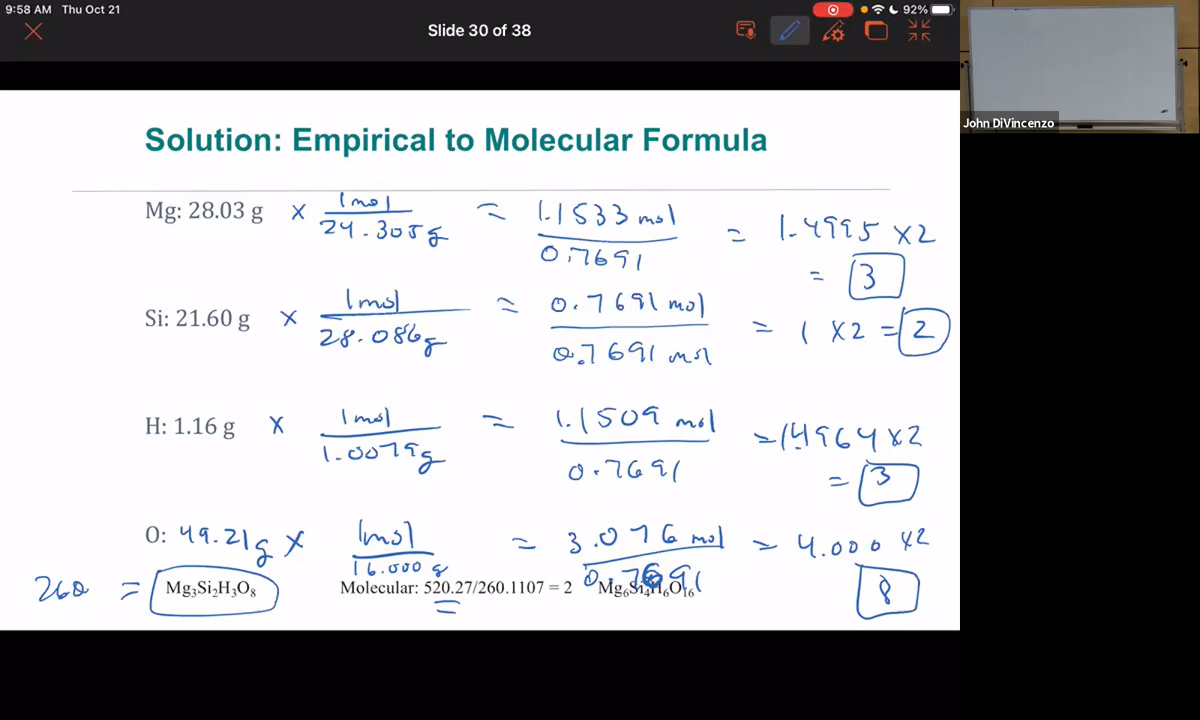 9:58 AM Thu Oct 21
92%
Slide 30 of 38
John DiVincenzo
Solution: Empirical to Molecular Formula
Mg: 28.03 g × 1 mol / 24.305 g = 1.1533 mol / 0.7691 = 1.4995 × 2
= 3
Si: 21.60 g × 1 mol / 28.086 g = 0.7691 mol / 0.7691 mol = 1 × 2 = 2
H: 1.16 g × 1 mol / 1.0079 g = 1.1509 mol / 0.7691 = 1.4964 × 2
= 3
O: 49.21 g × 1 mol / 16.000 g = 3.076 mol / 0.7691 = 4.000 × 2
8
260 = Mg₃Si₂H₃O₈ Molecular: 520.27/260.1107 = 2 Mg₆Si₄H₆O₁₆